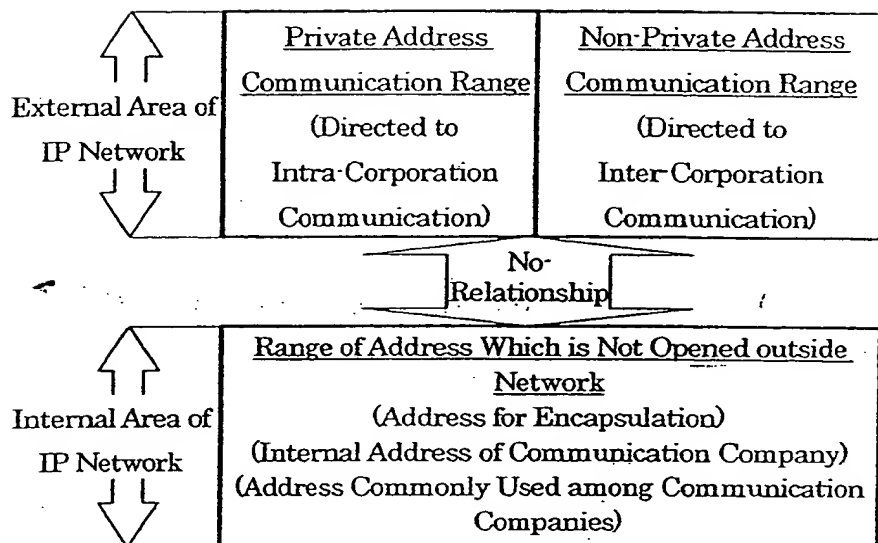 External Area of
IP Network
Private Address
Communication Range
(Directed to
Intra-Corporation
Communication)
Non-Private Address
Communication Range
(Directed to
Inter-Corporation
Communication)
No-
Relationship
Internal Area of
IP Network
Range of Address Which is Not Opened outside
Network
(Address for Encapsulation)
(Internal Address of Communication Company)
(Address Commonly Used among Communication
Companies)